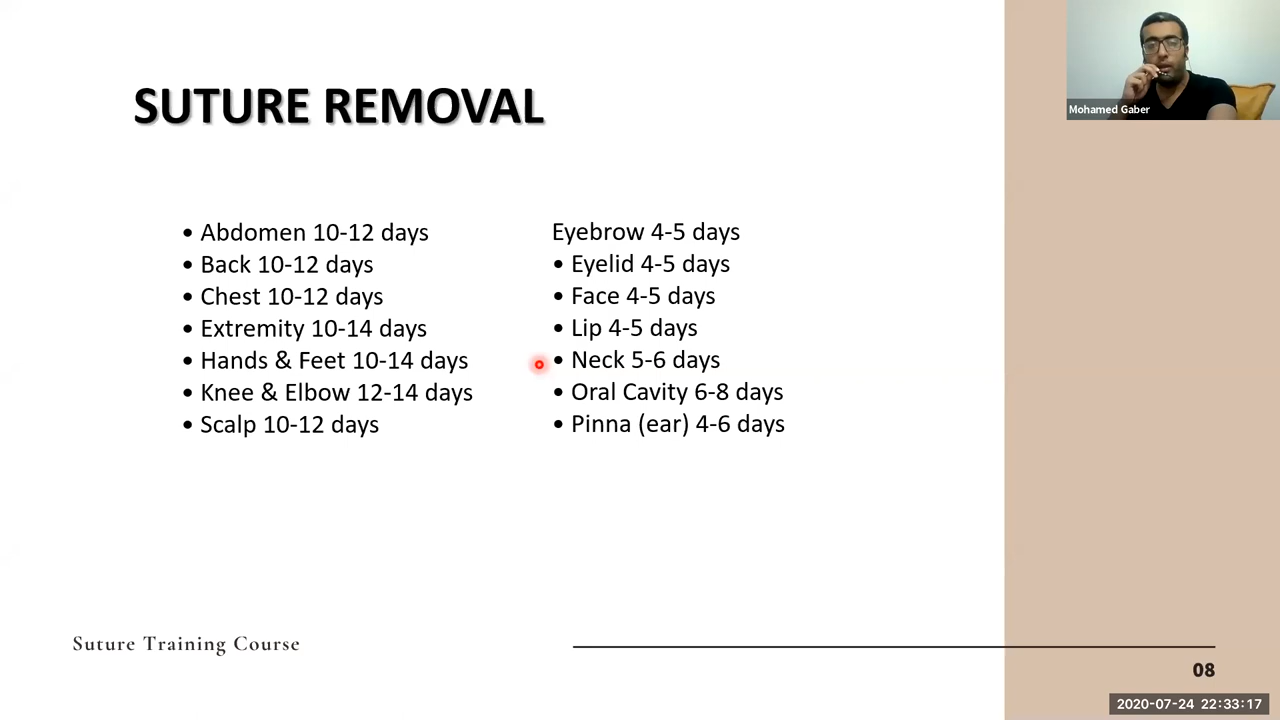 Mohamed Gaber
SUTURE REMOVAL
• Abdomen 10-12 days
• Back 10-12 days
• Chest 10-12 days
• Extremity 10-14 days
• Hands & Feet 10-14 days
• Knee & Elbow 12-14 days
• Scalp 10-12 days
Eyebrow 4-5 days
• Eyelid 4-5 days
• Face 4-5 days
• Lip 4-5 days
• Neck 5-6 days
• Oral Cavity 6-8 days
• Pinna (ear) 4-6 days
Suture Training Course
08
2020-07-24 22:33:17